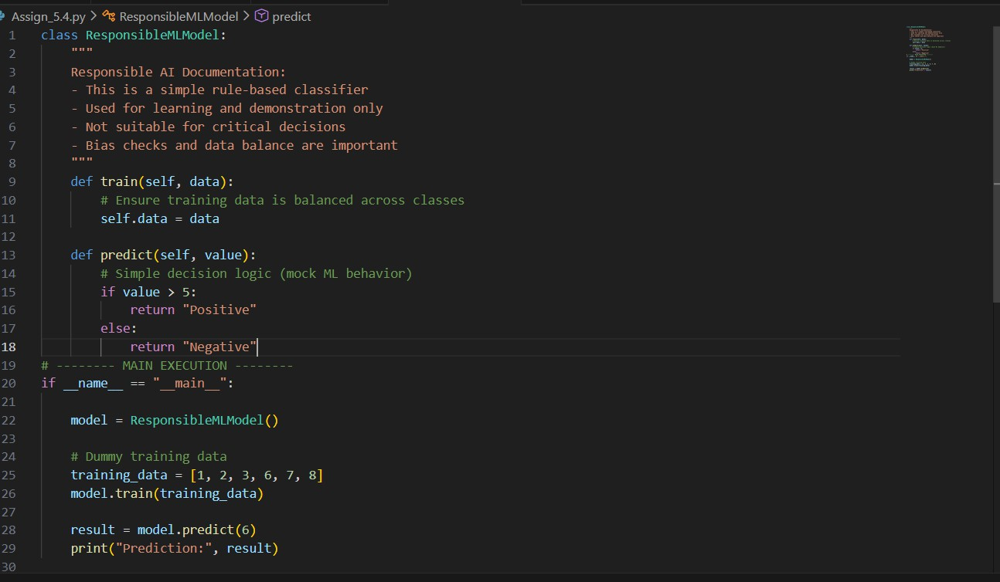 Assign_5.4.py > ResponsibleMLModel > predict
1 class ResponsibleMLModel:
2     """
3     Responsible AI Documentation:
4     - This is a simple rule-based classifier
5     - Used for learning and demonstration only
6     - Not suitable for critical decisions
7     - Bias checks and data balance are important
8     """
9     def train(self, data):
10         # Ensure training data is balanced across classes
11         self.data = data
12
13     def predict(self, value):
14         # Simple decision logic (mock ML behavior)
15         if value > 5:
16             return "Positive"
17         else:
18             return "Negative"
19 # -------- MAIN EXECUTION --------
20 if __name__ == "__main__":
21
22     model = ResponsibleMLModel()
23
24     # Dummy training data
25     training_data = [1, 2, 3, 6, 7, 8]
26     model.train(training_data)
27
28     result = model.predict(6)
29     print("Prediction:", result)
30